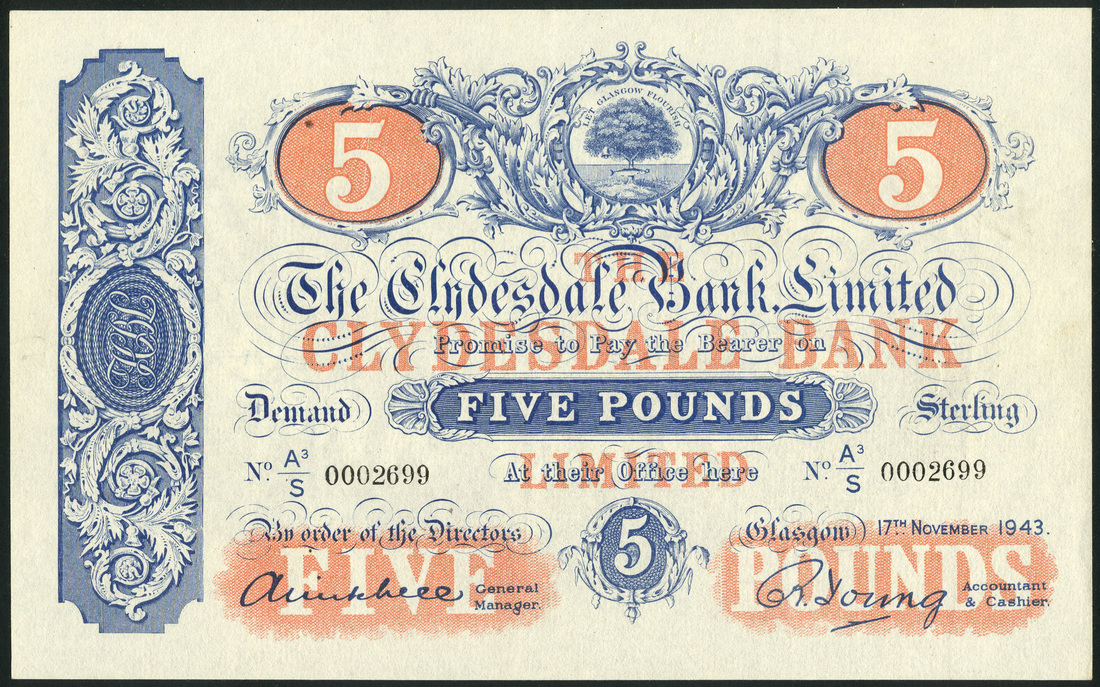 LET GLASGOW FLOURISH
5 5
THE
The Clydesdale Bank, Limited
CLYDESDALE BANK
Promise to Pay the Bearer on
Demand FIVE POUNDS Sterling
No. A3/S 0002699 At their Office here No. A3/S 0002699
LIMITED
By order of the Directors 5 Glasgow 17TH NOVEMBER 1943.
FIVE POUNDS
General Manager. R. Young Accountant & Cashier.